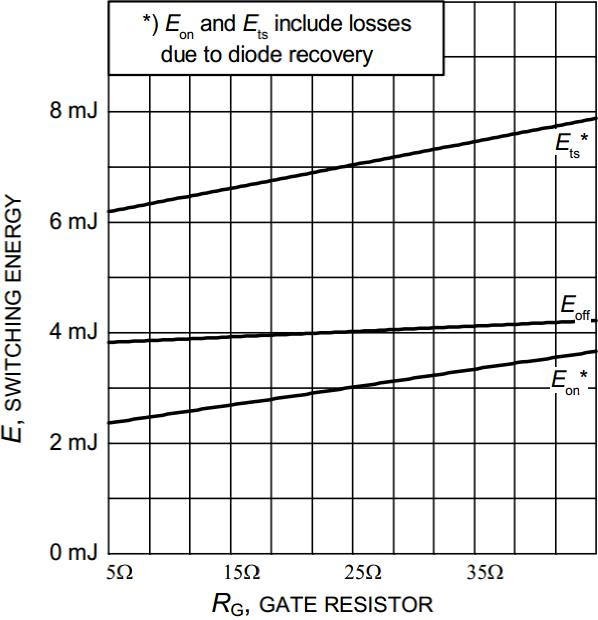 *) Eon and Ets include losses
due to diode recovery
8 mJ
Ets*
6 mJ
Eoff
4 mJ
Eon*
2 mJ
0 mJ
5Ω 15Ω 25Ω 35Ω
RG, GATE RESISTOR
E, SWITCHING ENERGY